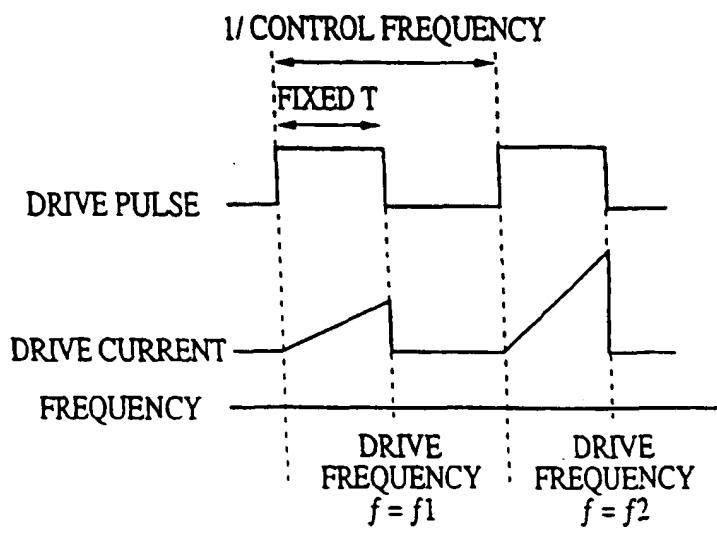 1/ CONTROL FREQUENCY
FIXED T
DRIVE PULSE
DRIVE CURRENT
FREQUENCY
DRIVE
FREQUENCY
f = f1
DRIVE
FREQUENCY
f = f2